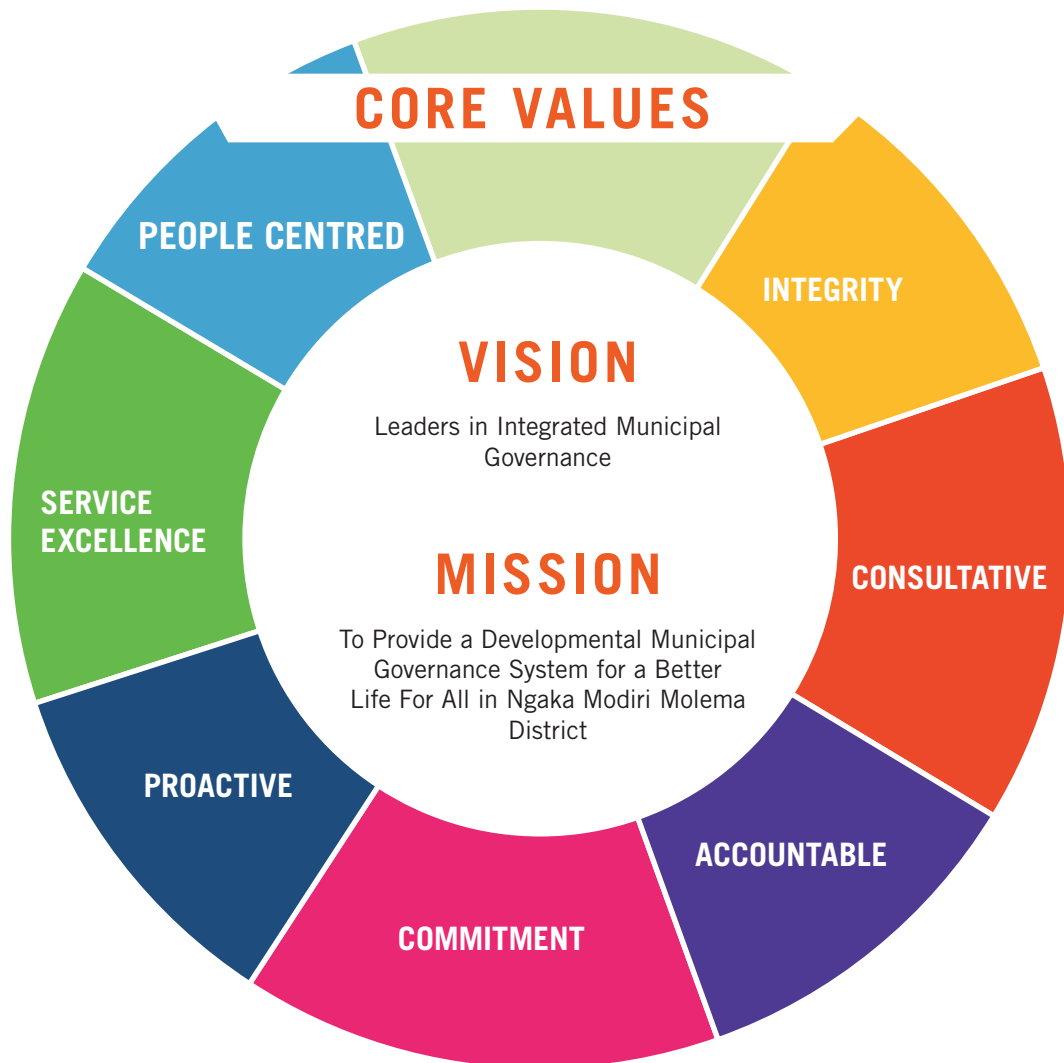 CORE VALUES
PEOPLE CENTRED
INTEGRITY
VISION
Leaders in Integrated Municipal
Governance
SERVICE
EXCELLENCE
MISSION
CONSULTATIVE
To Provide a Developmental Municipal
Governance System for a Better
Life For All in Ngaka Modiri Molema
District
PROACTIVE
ACCOUNTABLE
COMMITMENT